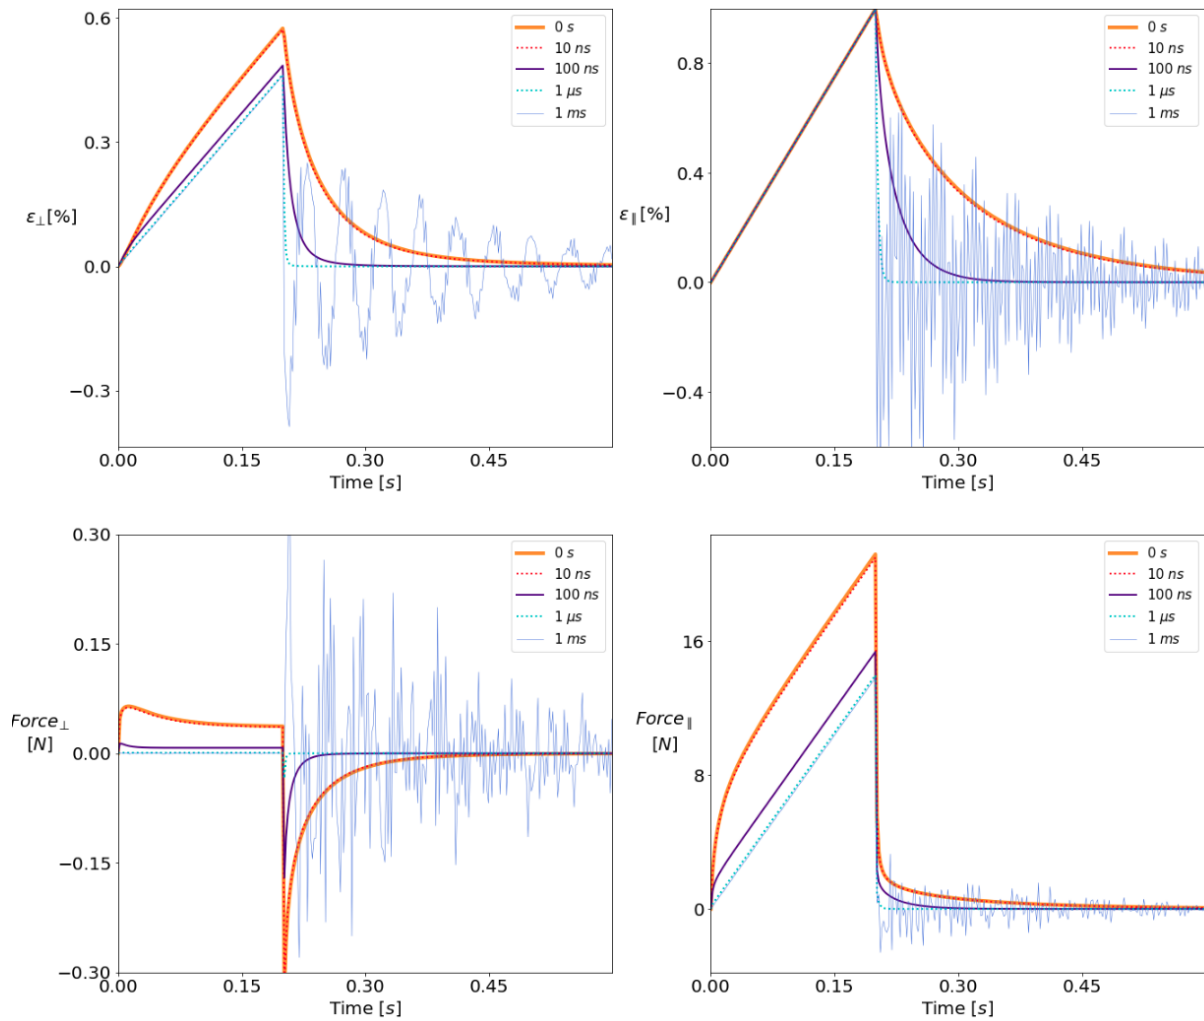 0.6
0.3
0.0
−0.3
ε⊥[%]
0 s
10 ns
100 ns
1 μs
1 ms
0.00
0.15
0.30
0.45
Time [s]
0.8
0.4
0.0
−0.4
ε∥[%]
0 s
10 ns
100 ns
1 μs
1 ms
0.00
0.15
0.30
0.45
Time [s]
0.30
0.15
0.00
−0.15
−0.30
Force⊥
[N]
0 s
10 ns
100 ns
1 μs
1 ms
0.00
0.15
0.30
0.45
Time [s]
16
8
0
Force∥
[N]
0 s
10 ns
100 ns
1 μs
1 ms
0.00
0.15
0.30
0.45
Time [s]